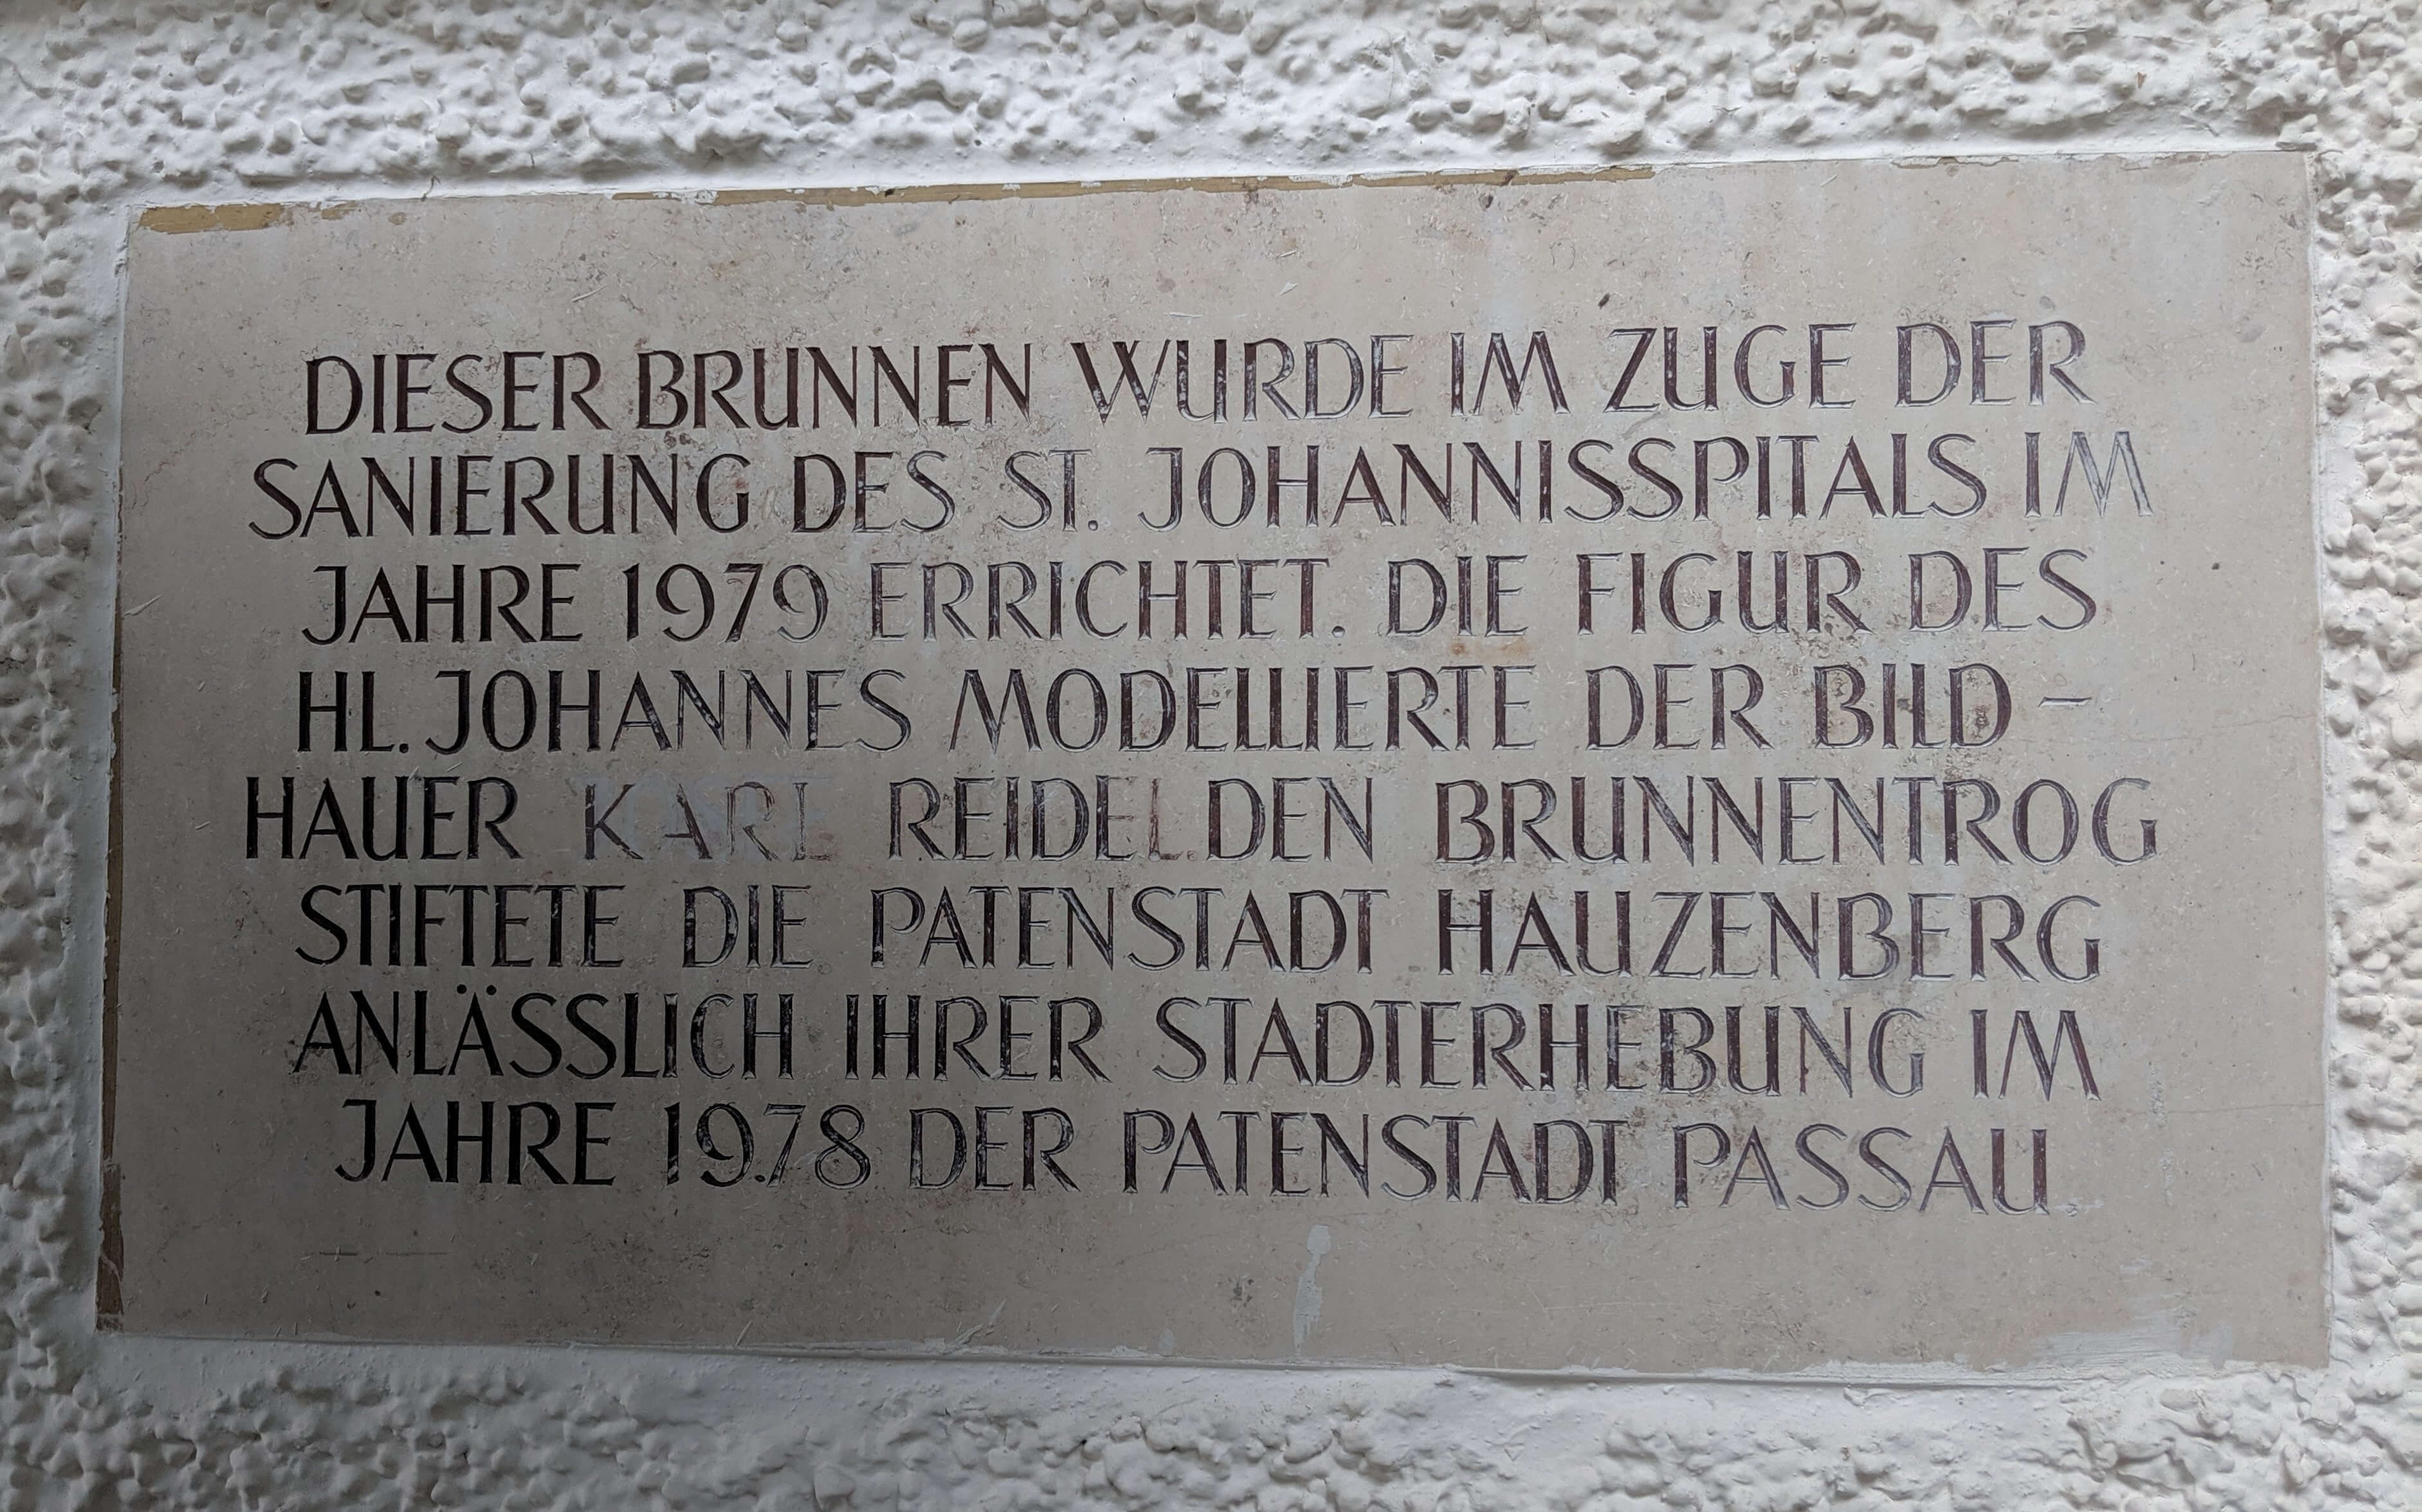 DIESER BRUNNEN WURDE IM ZUGE DER
SANIERUNG DES ST. JOHANNISSPITALS IM
JAHRE 1979 ERRICHTET. DIE FIGUR DES
HL. JOHANNES MODELLIERTE DER BILD-
HAUER KARL REIDEL. DEN BRUNNENTROG
STIFTETE DIE PATENSTADT HAUZENBERG
ANLÄSSLICH IHRER STADTERHEBUNG IM
JAHRE 1978 DER PATENSTADT PASSAU.